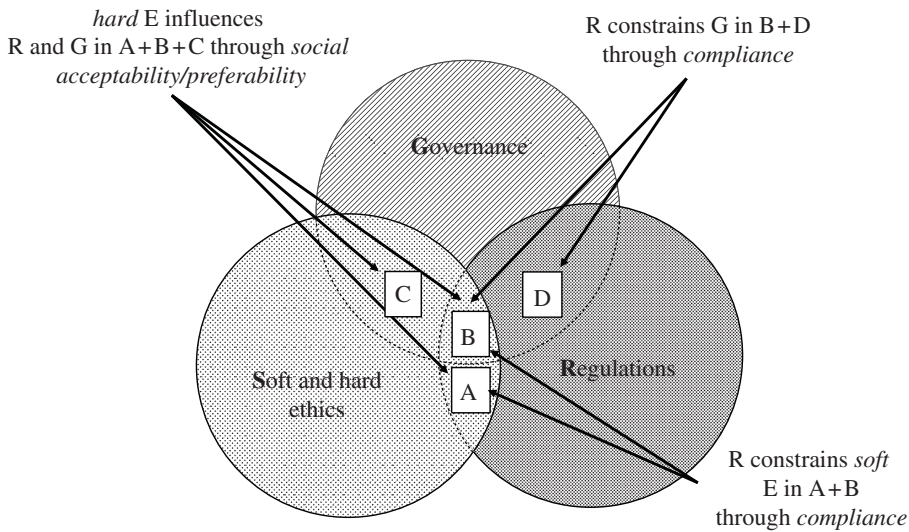 hard E influences
R and G in A+B+C through social
acceptability/preferability
R constrains G in B+D
through compliance
Governance
C
D
B
A
Soft and hard
ethics
Regulations
R constrains soft
E in A+B
through compliance